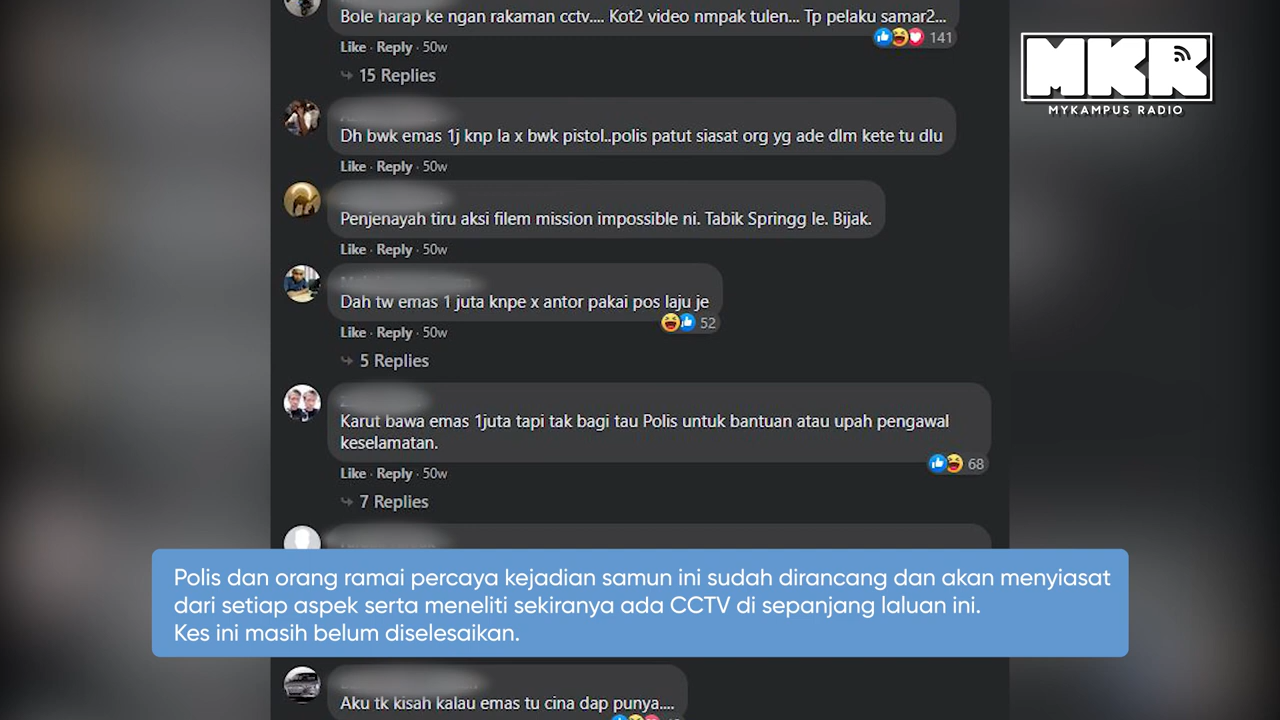 Bole harap ke ngan rakaman cctv.... Kot2 video nmpak tulen... Tp pelaku samar2...
141
Like · Reply · 50w
15 Replies
MKR
MYKAMPUS RADIO
Dh bwk emas 1j knp la x bwk pistol..polis patut siasat org yg ade dlm kete tu dlu
Like · Reply · 50w
Penjenayah tiru aksi filem mission impossible ni. Tabik Springg le. Bijak.
Like · Reply · 50w
Dah tw emas 1 juta knpe x antor pakai pos laju je
52
Like · Reply · 50w
5 Replies
Karut bawa emas 1juta tapi tak bagi tau Polis untuk bantuan atau upah pengawal
keselamatan.
68
Like · Reply · 50w
7 Replies
Polis dan orang ramai percaya kejadian samun ini sudah dirancang dan akan menyiasat
dari setiap aspek serta meneliti sekiranya ada CCTV di sepanjang laluan ini.
Kes ini masih belum diselesaikan.
Aku tk kisah kalau emas tu cina dap punya....